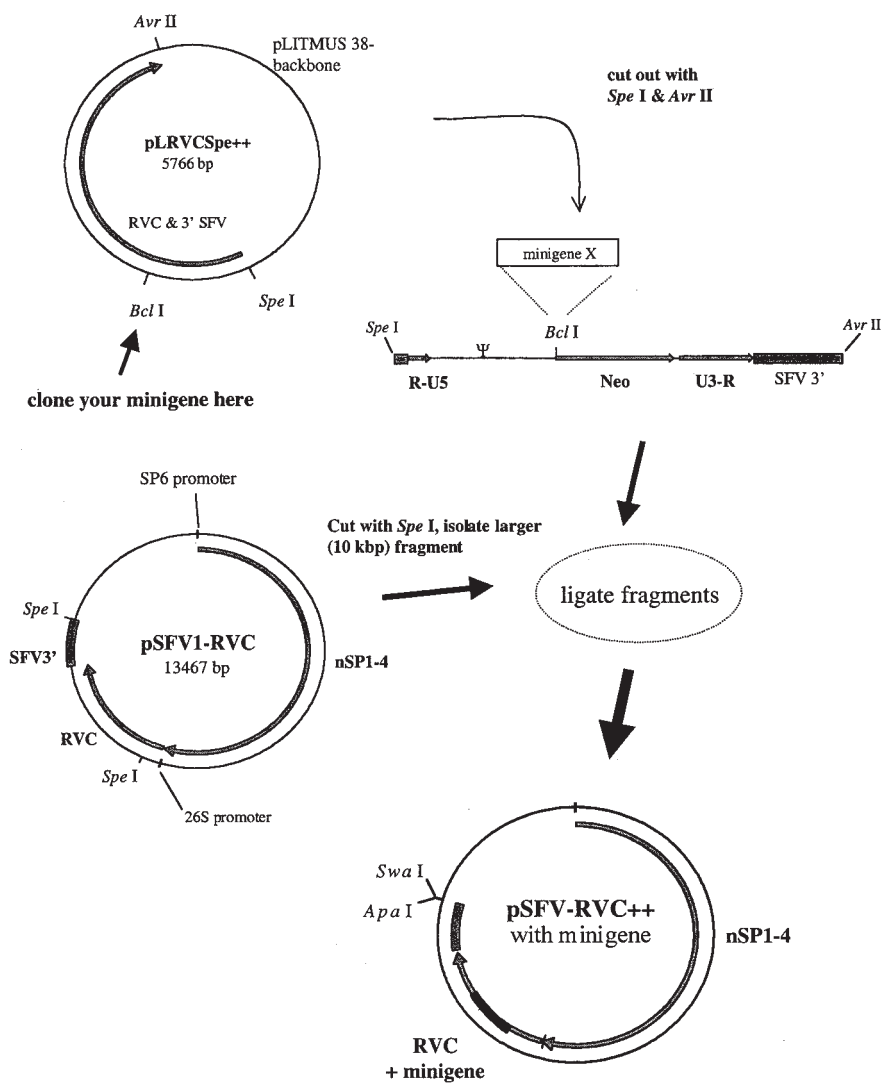 Avr II
pLITMUS 38-
backbone
cut out with
Spe I & Avr II
pLRVCSpe++
5766 bp
RVC & 3' SFV
Bcl I
Spe I
clone your minigene here
minigene X
Bcl I
Spe I
Avr II
Ψ
R-U5
Neo
U3-R
SFV 3'
SP6 promoter
Cut with Spe I, isolate larger
(10 kbp) fragment
ligate fragments
Spe I
SFV3'
pSFV1-RVC
13467 bp
nSP1-4
RVC
Spe I
26S promoter
Swa I
Apa I
pSFV-RVC++
with minigene
nSP1-4
RVC
+ minigene